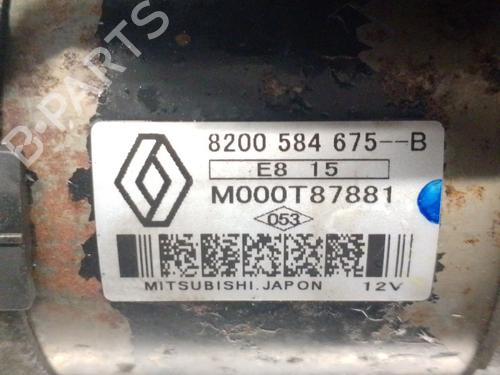 B-PARTS
8200 584 675--B
E8 15
M000T87881
053
MITSUBISHI.JAPON 12V